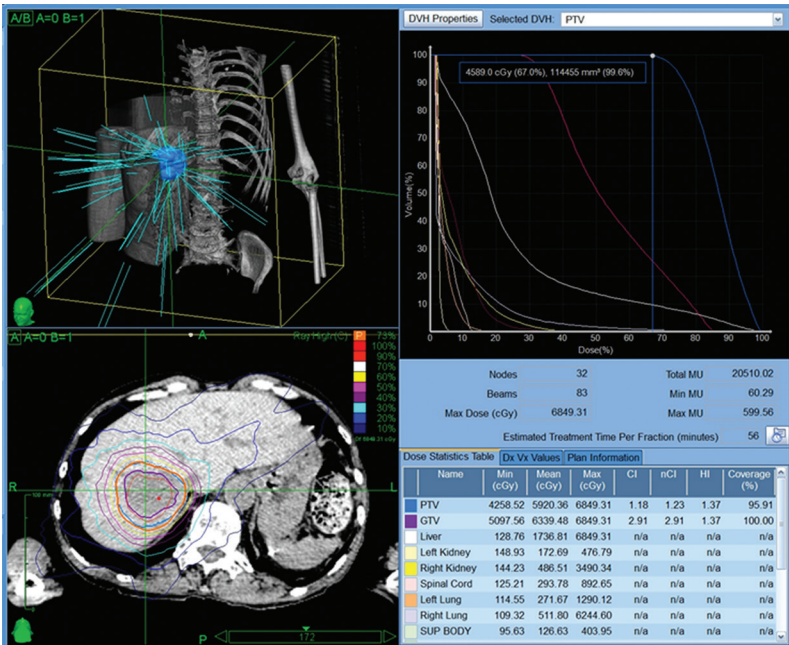 A/B A=0 B=1
DVH Properties Selected DVH: PTV
4589.0 cGy (67.0%), 114455 mm³ (99.6%)
Volume(%)
100
90
80
70
60
50
40
30
20
10
0 10 20 30 40 50 60 70 80 90 100
Dose(%)
A A=0 B=1
A
Ray High(C)
P 73%
100%
90%
70%
60%
50%
40%
30%
20%
10%
Of 6849.31 cGy
R
L
100 mm
P
172
Nodes 32 Total MU 20510.02
Beams 83 Min MU 60.29
Max Dose (cGy) 6849.31 Max MU 599.56
Estimated Treatment Time Per Fraction (minutes) 56
Dose Statistics Table Dx Vx Values Plan Information
Name Min (cGy) Mean (cGy) Max (cGy) CI nCI HI Coverage (%)
PTV 4258.52 5920.36 6849.31 1.18 1.23 1.37 95.91
GTV 5097.56 6339.48 6849.31 2.91 2.91 1.37 100.00
Liver 128.76 1736.81 6849.31 n/a n/a n/a n/a
Left Kidney 148.93 172.69 476.79 n/a n/a n/a n/a
Right Kidney 144.23 486.51 3490.34 n/a n/a n/a n/a
Spinal Cord 125.21 293.78 892.65 n/a n/a n/a n/a
Left Lung 114.55 271.67 1290.12 n/a n/a n/a n/a
Right Lung 109.32 511.80 6244.60 n/a n/a n/a n/a
SUP BODY 95.63 126.63 403.95 n/a n/a n/a n/a